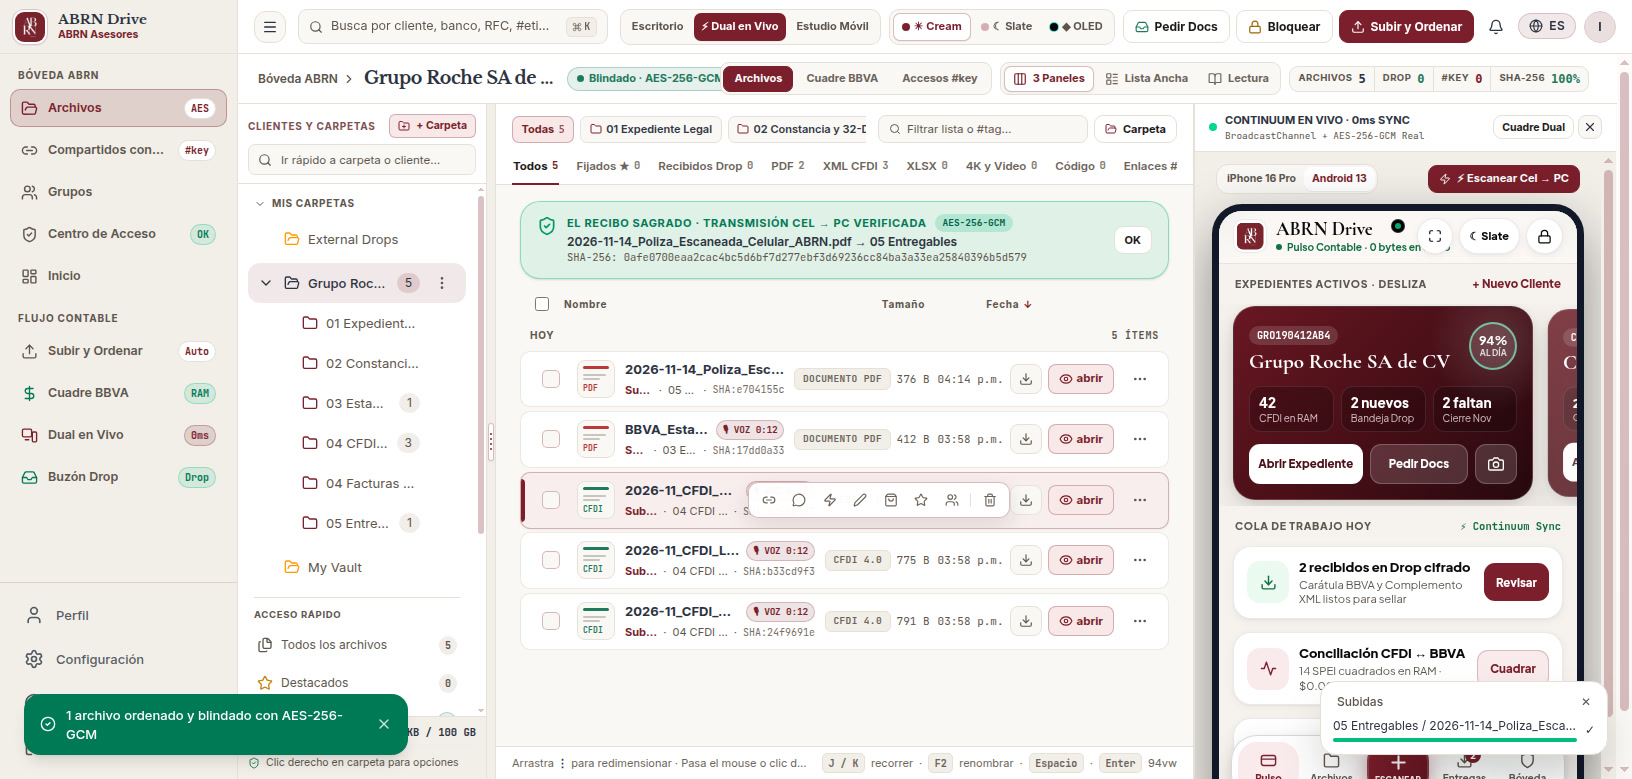 ABRN Drive
ABRN Asesores
Busca por cliente, banco, RFC, #eti...
⌘ K
Escritorio
⚡ Dual en Vivo
Estudio Móvil
☀ Cream
☾ Slate
◆ OLED
Pedir Docs
Bloquear
Subir y Ordenar
ES
I
BÓVEDA ABRN
Archivos AES
Compartidos con... #key
Grupos
Centro de Acceso OK
Inicio
FLUJO CONTABLE
Subir y Ordenar Auto
Cuadre BBVA RAM
Dual en Vivo 0ms
Buzón Drop Drop
Perfil
Configuración
1 archivo ordenado y blindado con AES-256-
GCM
Bóveda ABRN > Grupo Roche SA de ...
Blindado · AES-256-GCM
Archivos
Cuadre BBVA
Accesos #key
3 Paneles
Lista Ancha
Lectura
ARCHIVOS 5
DROP 0
#KEY 0
SHA-256 100%
CLIENTES Y CARPETAS
+ Carpeta
Ir rápido a carpeta o cliente...
MIS CARPETAS
External Drops
Grupo Roc... 5
01 Expedient...
02 Constanci...
03 Esta... 1
04 CFDI... 3
04 Facturas ...
05 Entre... 1
My Vault
ACCESO RÁPIDO
Todos los archivos 5
Destacados 0
KB / 100 GB
Clic derecho en carpeta para opciones
Todas 5
01 Expediente Legal
02 Constancia y 32-D
Filtrar lista o #tag...
Carpeta
Todos 5
Fijados ★ 0
Recibidos Drop 0
PDF 2
XML CFDI 3
XLSX 0
4K y Video 0
Código 0
Enlaces #
EL RECIBO SAGRADO · TRANSMISIÓN CEL → PC VERIFICADA AES-256-GCM
2026-11-14_Poliza_Escaneada_Celular_ABRN.pdf → 05 Entregables
SHA-256: 0afe0700eaa2cac4bc5d6bf7d277ebf3d69236cc84ba3a33ea25840396b5d579
OK
Nombre Tamaño Fecha ↓
HOY 5 ÍTEMS
PDF
2026-11-14_Poliza_Esc...
Su... · 05 ... · SHA:e704155c
DOCUMENTO PDF 376 B 04:14 p.m. abrir
PDF
BBVA_Esta... VOZ 0:12
S... · 03 E... · SHA:17dd0a33
DOCUMENTO PDF 412 B 03:58 p.m. abrir
CFDI
2026-11_CFDI_...
Sub... · 04 CFDI ... ·
abrir
CFDI
2026-11_CFDI_L... VOZ 0:12
Sub... · 04 CFDI ... · SHA:b33cd9f3
CFDI 4.0 775 B 03:58 p.m. abrir
CFDI
2026-11_CFDI_... VOZ 0:12
Sub... · 04 CFDI ... · SHA:24f9691e
CFDI 4.0 791 B 03:58 p.m. abrir
Arrastra ⋮ para redimensionar · Pasa el mouse o clic d...
J / K recorrer · F2 renombrar · Espacio · Enter 94vw
CONTINUUM EN VIVO · 0ms SYNC
BroadcastChannel + AES-256-GCM Real
Cuadre Dual
iPhone 16 Pro
Android 13
⚡ Escanear Cel → PC
ABRN Drive
Pulso Contable · 0 bytes en
☾ Slate
EXPEDIENTES ACTIVOS · DESLIZA
+ Nuevo Cliente
GRO190412AB4
Grupo Roche SA de CV
94%
AL DÍA
42
CFDI en RAM
2 nuevos
Bandeja Drop
2 faltan
Cierre Nov
Abrir Expediente
Pedir Docs
COLA DE TRABAJO HOY
⚡ Continuum Sync
2 recibidos en Drop cifrado
Carátula BBVA y Complemento
XML listos para sellar
Revisar
Conciliación CFDI ↔ BBVA
14 SPEI cuadrados en RAM ·
Cuadrar
Subidas
05 Entregables / 2026-11-14_Poliza_Esca... ✓
Pulso
Archivos
ESCANEAR
Entregas
Bóveda